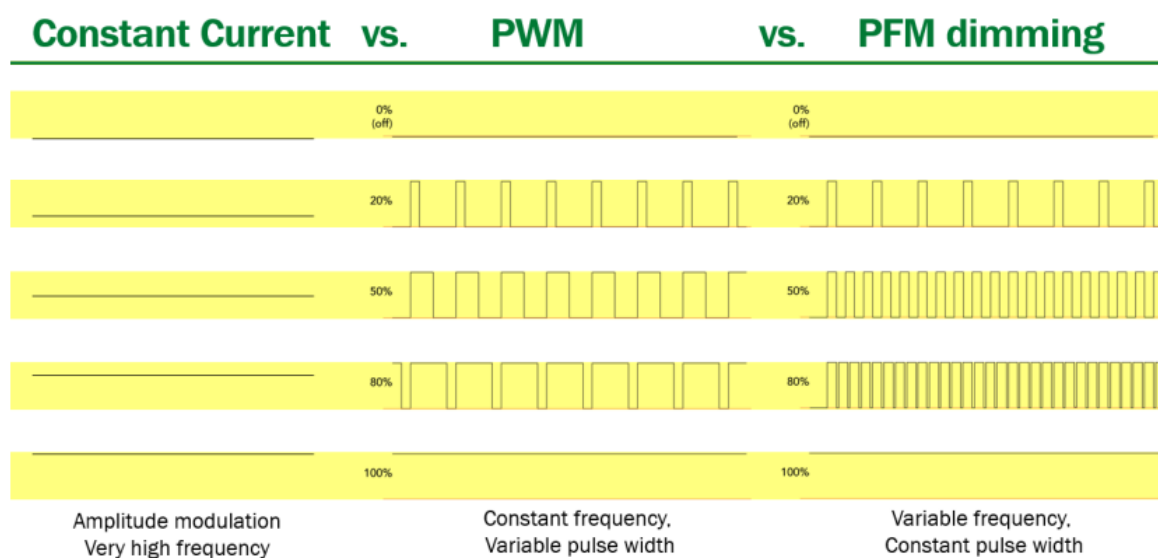 Constant Current vs. PWM vs. PFM dimming
0%
(off)
0%
(off)
20%
20%
50%
50%
80%
80%
100%
100%
Amplitude modulation
Very high frequency
Constant frequency,
Variable pulse width
Variable frequency,
Constant pulse width